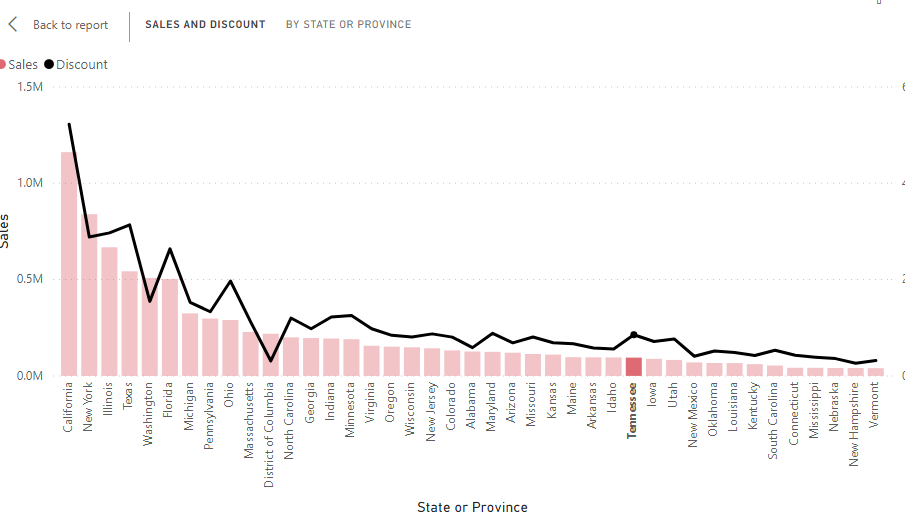 Back to report
SALES AND DISCOUNT
BY STATE OR PROVINCE
Sales
Discount
1.5M
6
1.0M
4
0.5M
2
0.0M
0
Sales
California
New York
Illinois
Texas
Washington
Florida
Michigan
Pennsylvania
Ohio
Massachusetts
District of Columbia
North Carolina
Georgia
Indiana
Minnesota
Virginia
Oregon
Wisconsin
New Jersey
Colorado
Alabama
Maryland
Arizona
Missouri
Kansas
Maine
Arkansas
Idaho
Tennessee
Iowa
Utah
New Mexico
Oklahoma
Louisiana
Kentucky
South Carolina
Connecticut
Mississippi
Nebraska
New Hampshire
Vermont
State or Province